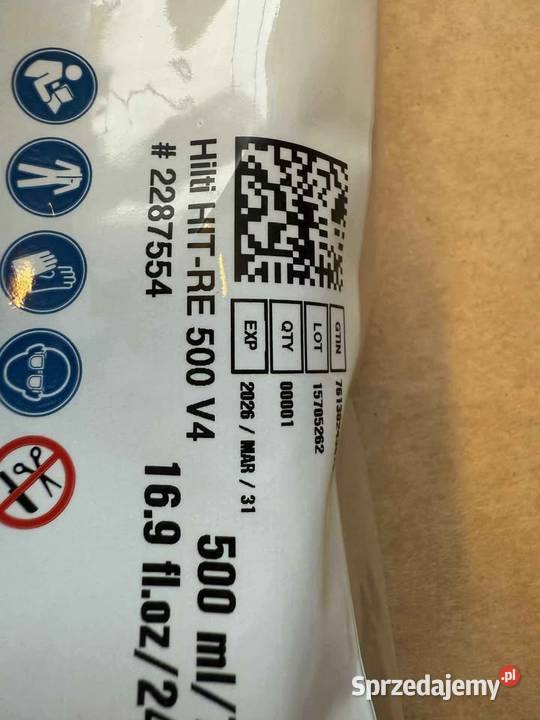 Hilti HIT-RE 500 V4
# 2287554
GTIN
LOT 15705262
QTY 00001
EXP 2026 / MAR / 31
500 ml/
16.9 fl.oz/
Sprzedajemy.pl